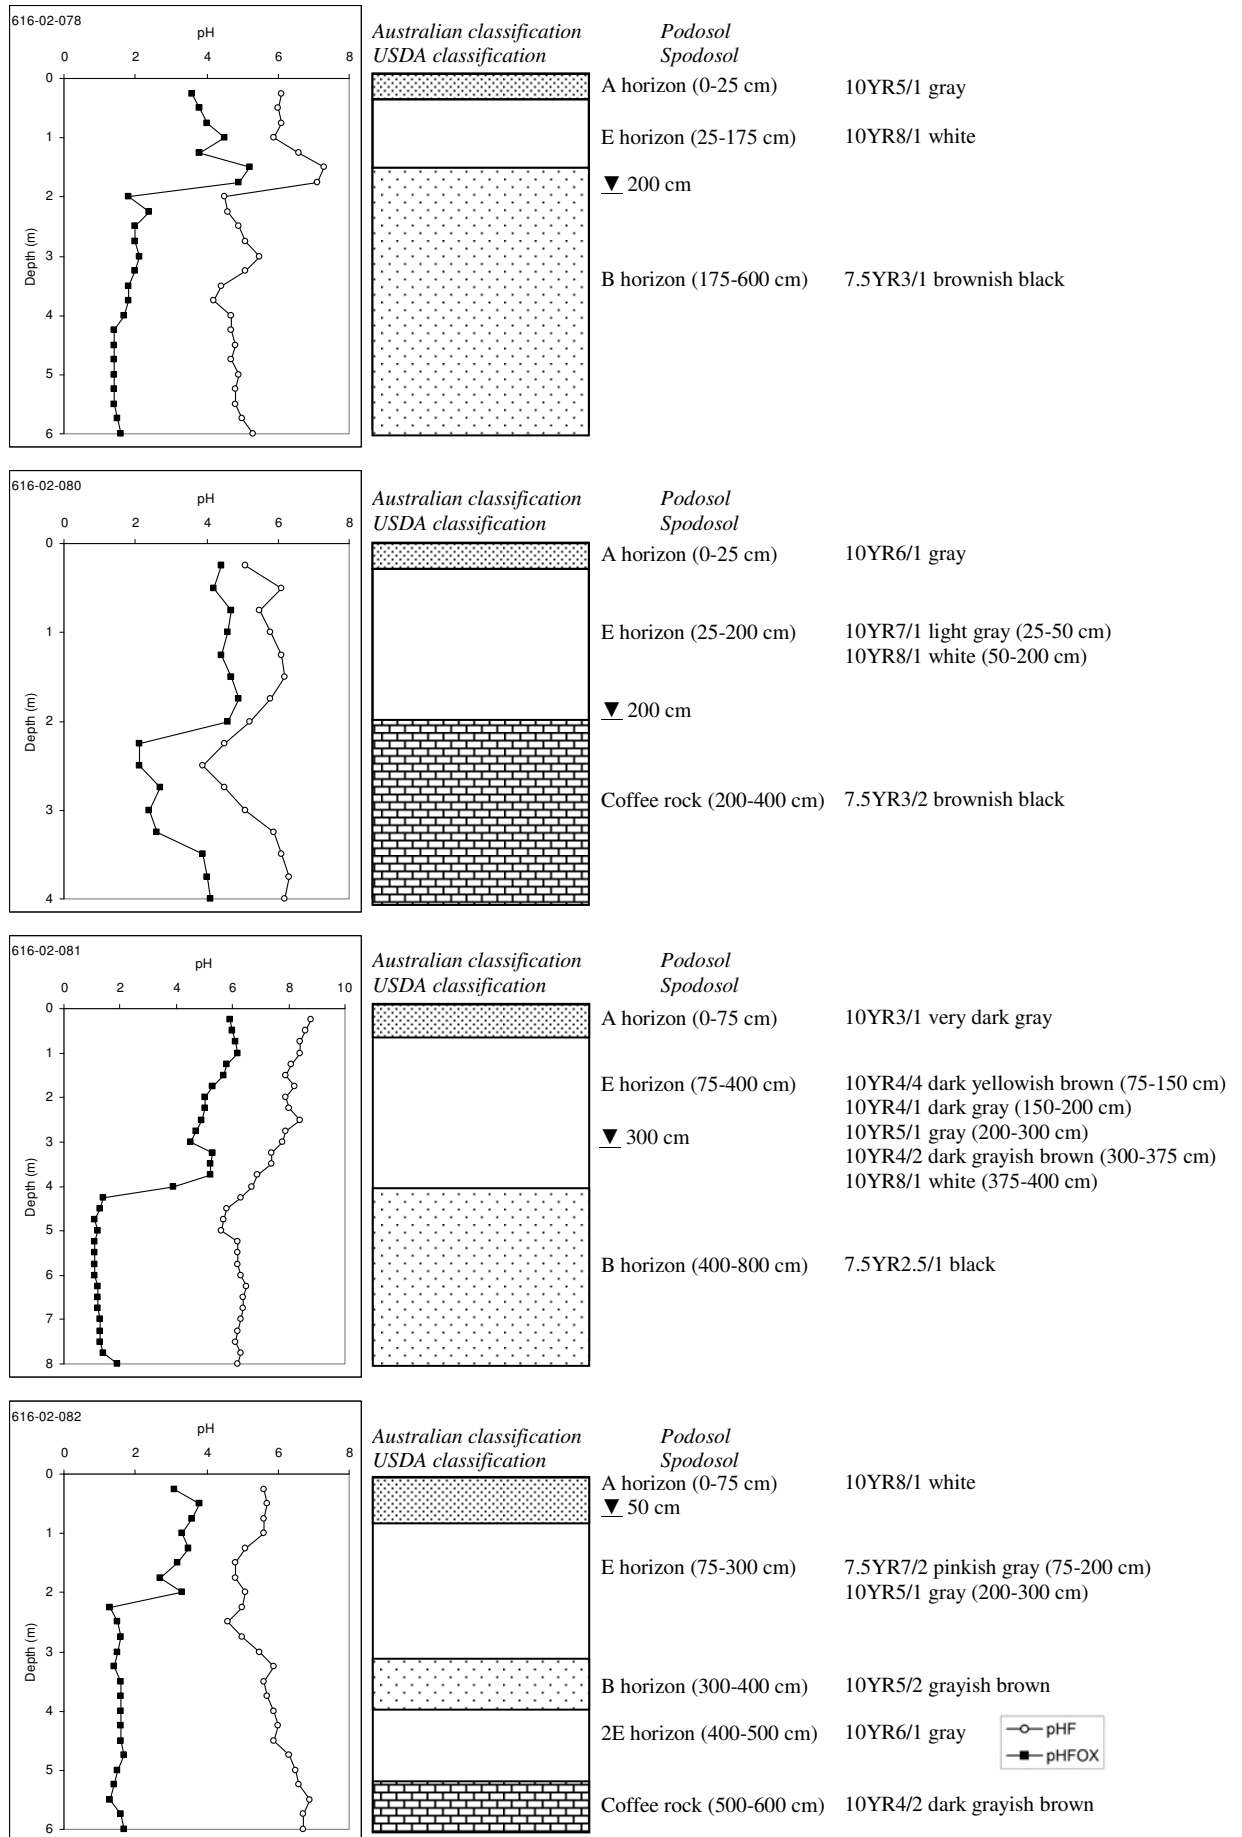 616-02-078
pH
0 2 4 6 8
0
1
2
3
4
5
6
Depth (m)
Australian classification Podosol
USDA classification Spodosol
A horizon (0-25 cm) 10YR5/1 gray
E horizon (25-175 cm) 10YR8/1 white
▼ 200 cm
B horizon (175-600 cm) 7.5YR3/1 brownish black
616-02-080
pH
0 2 4 6 8
0
1
2
3
4
Depth (m)
Australian classification Podosol
USDA classification Spodosol
A horizon (0-25 cm) 10YR6/1 gray
E horizon (25-200 cm) 10YR7/1 light gray (25-50 cm)
10YR8/1 white (50-200 cm)
▼ 200 cm
Coffee rock (200-400 cm) 7.5YR3/2 brownish black
616-02-081
pH
0 2 4 6 8 10
0
1
2
3
4
5
6
7
8
Depth (m)
Australian classification Podosol
USDA classification Spodosol
A horizon (0-75 cm) 10YR3/1 very dark gray
E horizon (75-400 cm) 10YR4/4 dark yellowish brown (75-150 cm)
10YR4/1 dark gray (150-200 cm)
▼ 300 cm 10YR5/1 gray (200-300 cm)
10YR4/2 dark grayish brown (300-375 cm)
10YR8/1 white (375-400 cm)
B horizon (400-800 cm) 7.5YR2.5/1 black
616-02-082
pH
0 2 4 6 8
0
1
2
3
4
5
6
Depth (m)
Australian classification Podosol
USDA classification Spodosol
A horizon (0-75 cm) 10YR8/1 white
▼ 50 cm
E horizon (75-300 cm) 7.5YR7/2 pinkish gray (75-200 cm)
10YR5/1 gray (200-300 cm)
B horizon (300-400 cm) 10YR5/2 grayish brown
2E horizon (400-500 cm) 10YR6/1 gray
pHF
pHFOX
Coffee rock (500-600 cm) 10YR4/2 dark grayish brown